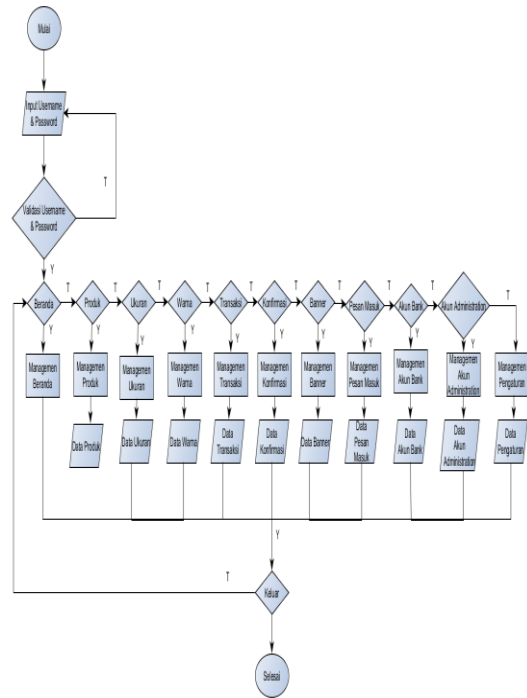 Mulai
Input Username
& Password
T
Validasi Username
& Password
Y
Beranda
T
Produk
T
Ukuran
T
Warna
T
Transaksi
T
Konfirmasi
T
Banner
T
Pesan Masuk
T
Akun Bank
T
Akun Administration
T
Y
Y
Y
Y
Y
Y
Y
Y
Y
Y
Managemen
Beranda
Managemen
Produk
Managemen
Ukuran
Managemen
Warna
Managemen
Transaksi
Managemen
Konfirmasi
Managemen
Banner
Managemen
Pesan Masuk
Managemen
Akun Bank
Managemen
Akun
Administration
Managemen
Pengaturan
Data Produk
Data Ukuran
Data Warna
Data
Transaksi
Data
Konfirmasi
Data Banner
Data
Pesan
Masuk
Data
Akun Bank
Data
Akun
Administration
Data
Pengaturan
Y
T
Keluar
Selesai